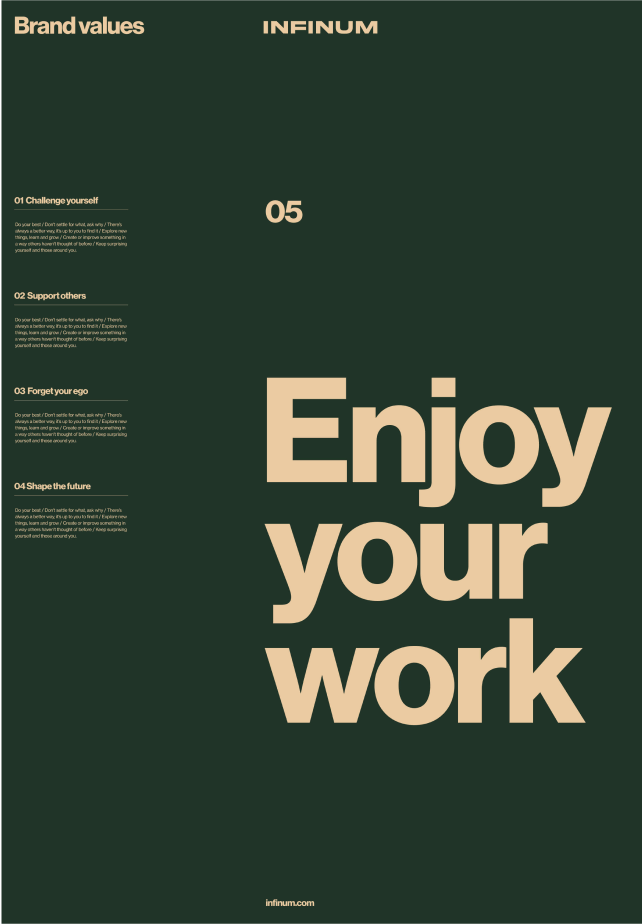 Brand values
INFINUM
01 Challenge yourself
Do your best / Don't settle for what, ask why / There's
always a better way, it's up to you to find it / Explore new
things, learn and grow / Create or improve something in
a way others haven't thought of before / Keep surprising
yourself and those around you.
02 Support others
Do your best / Don't settle for what, ask why / There's
always a better way, it's up to you to find it / Explore new
things, learn and grow / Create or improve something in
a way others haven't thought of before / Keep surprising
yourself and those around you.
03 Forget your ego
Do your best / Don't settle for what, ask why / There's
always a better way, it's up to you to find it / Explore new
things, learn and grow / Create or improve something in
a way others haven't thought of before / Keep surprising
yourself and those around you.
04 Shape the future
Do your best / Don't settle for what, ask why / There's
always a better way, it's up to you to find it / Explore new
things, learn and grow / Create or improve something in
a way others haven't thought of before / Keep surprising
yourself and those around you.
05
Enjoy
your
work
infinum.com